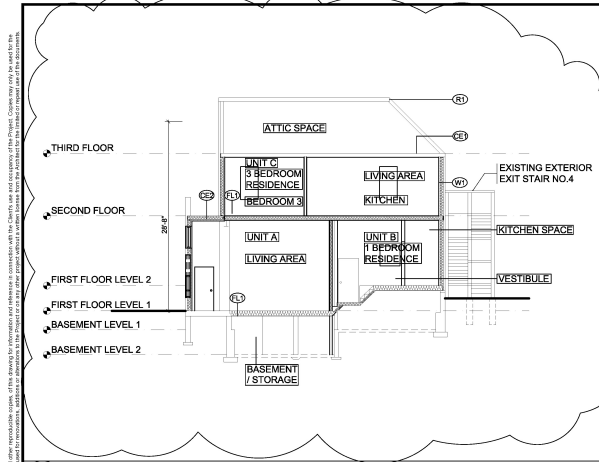 other reproducible copies, of this drawing for information and reference in connection with the Client's use and occupancy of the Project. Copies may only be used for the
used for renovations, additions or alterations to the Project or on any other project without a written license from the Architect for the limited or repeat use of the documents.
R1
ATTIC SPACE
CE1
THIRD FLOOR
UNIT C
3 BEDROOM
RESIDENCE
BEDROOM 3
LIVING AREA
KITCHEN
W1
EXISTING EXTERIOR
EXIT STAIR NO.4
CE2
FL1
SECOND FLOOR
28'-8"
UNIT A
LIVING AREA
UNIT B
1 BEDROOM
RESIDENCE
KITCHEN SPACE
VESTIBULE
FIRST FLOOR LEVEL 2
FIRST FLOOR LEVEL 1
FL1
BASEMENT LEVEL 1
BASEMENT LEVEL 2
BASEMENT
/ STORAGE